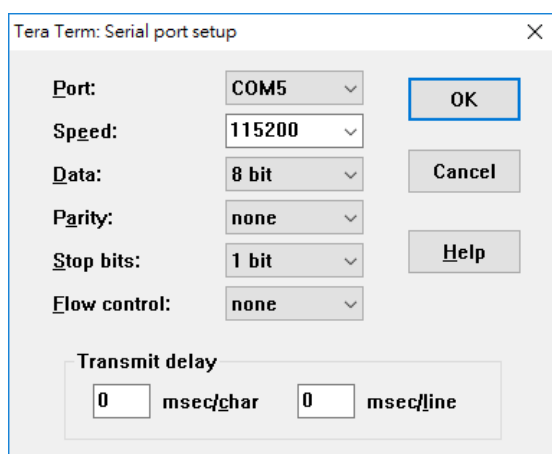 Tera Term: Serial port setup
Port: COM5
OK
Speed: 115200
Data: 8 bit
Cancel
Parity: none
Stop bits: 1 bit
Help
Flow control: none
Transmit delay
0 msec/char 0 msec/line